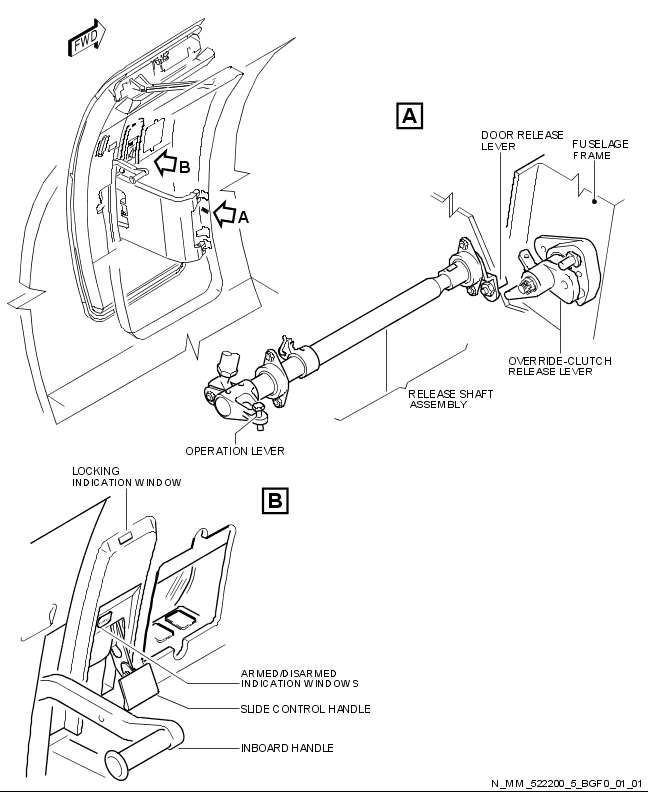 FWD
B
A
A
DOOR RELEASE
LEVER
FUSELAGE
FRAME
OVERRIDE-CLUTCH
RELEASE LEVER
RELEASE SHAFT
ASSEMBLY
OPERATION LEVER
LOCKING
INDICATION WINDOW
B
ARMED/DISARMED
INDICATION WINDOWS
SLIDE CONTROL HANDLE
INBOARD HANDLE
N_MM_522200_5_BGF0_01_01